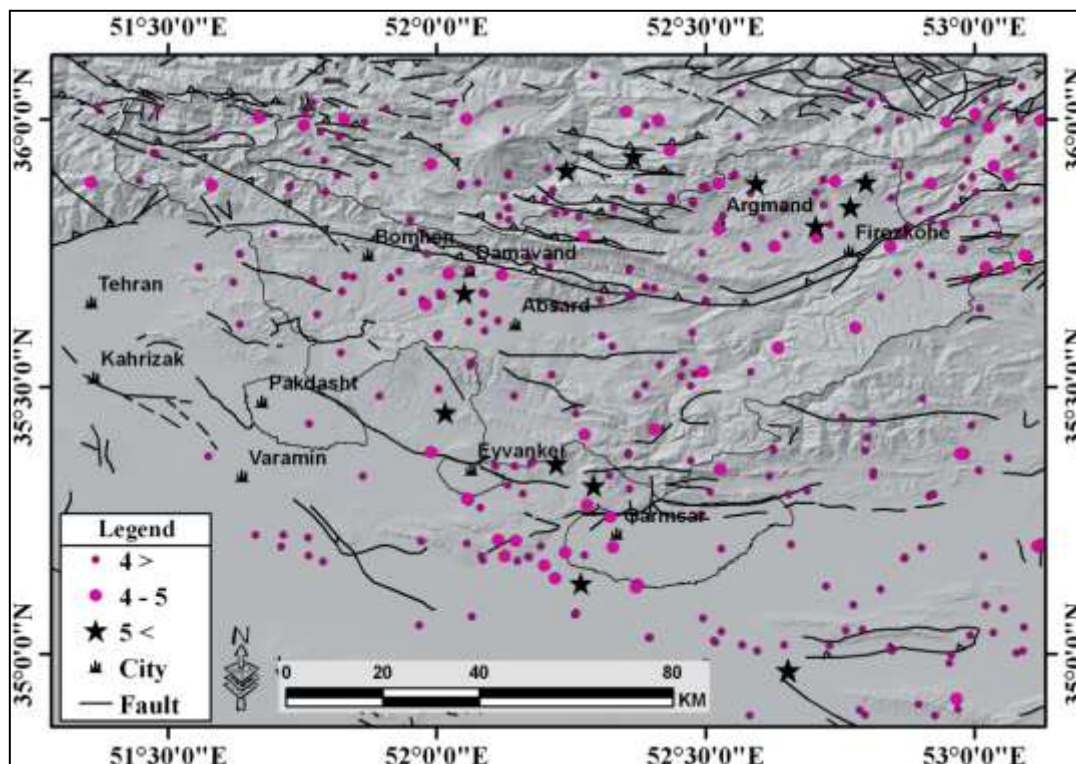 51°30'0"E 52°0'0"E 52°30'0"E 53°0'0"E
36°0'0"N
36°0'0"N
Argmand
Bomhen
Firozkohe
Damavand
Tehran
Absard
Kahrizak
35°30'0"N
35°30'0"N
Pakdasht
Varamin
Eyvankey
Garmsar
Legend
4 >
4 - 5
5 <
City
Fault
N
0 20 40 80
KM
35°0'0"N
35°0'0"N
51°30'0"E 52°0'0"E 52°30'0"E 53°0'0"E